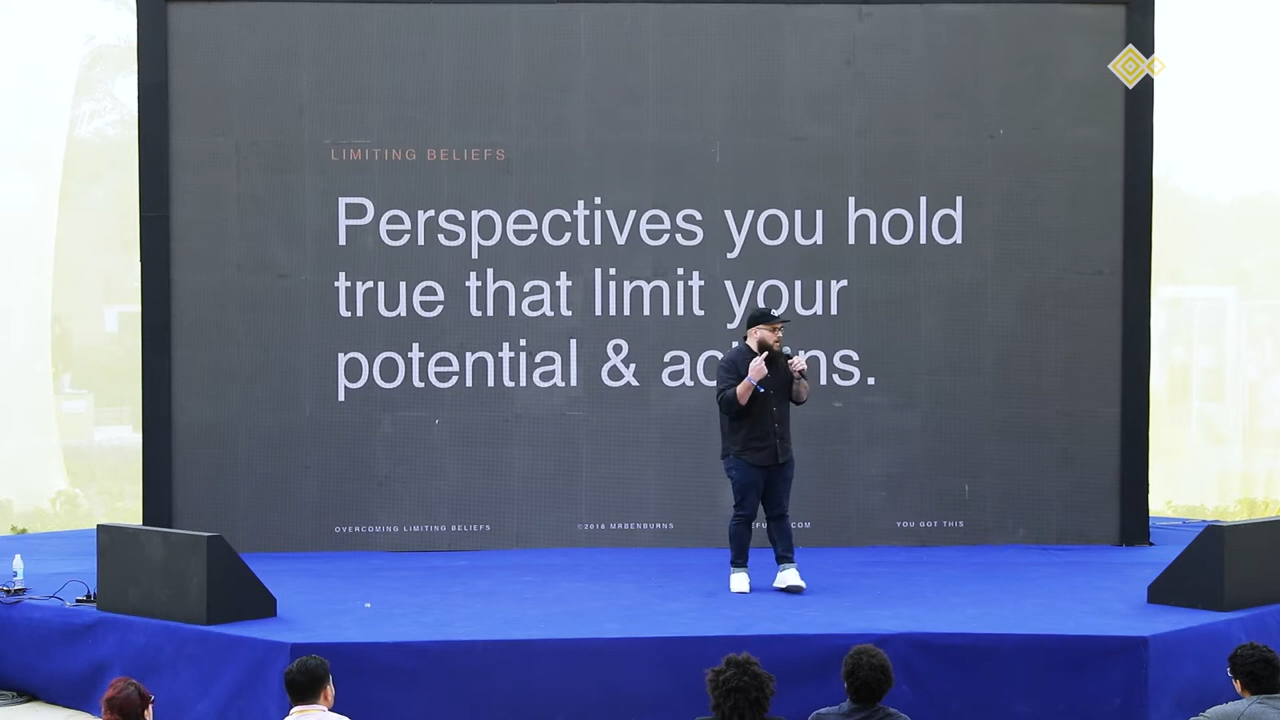 LIMITING BELIEFS
Perspectives you hold
true that limit your
potential &
OVERCOMING LIMITING BELIEFS
©2018 MRBENBURNS
YOU GOT THIS